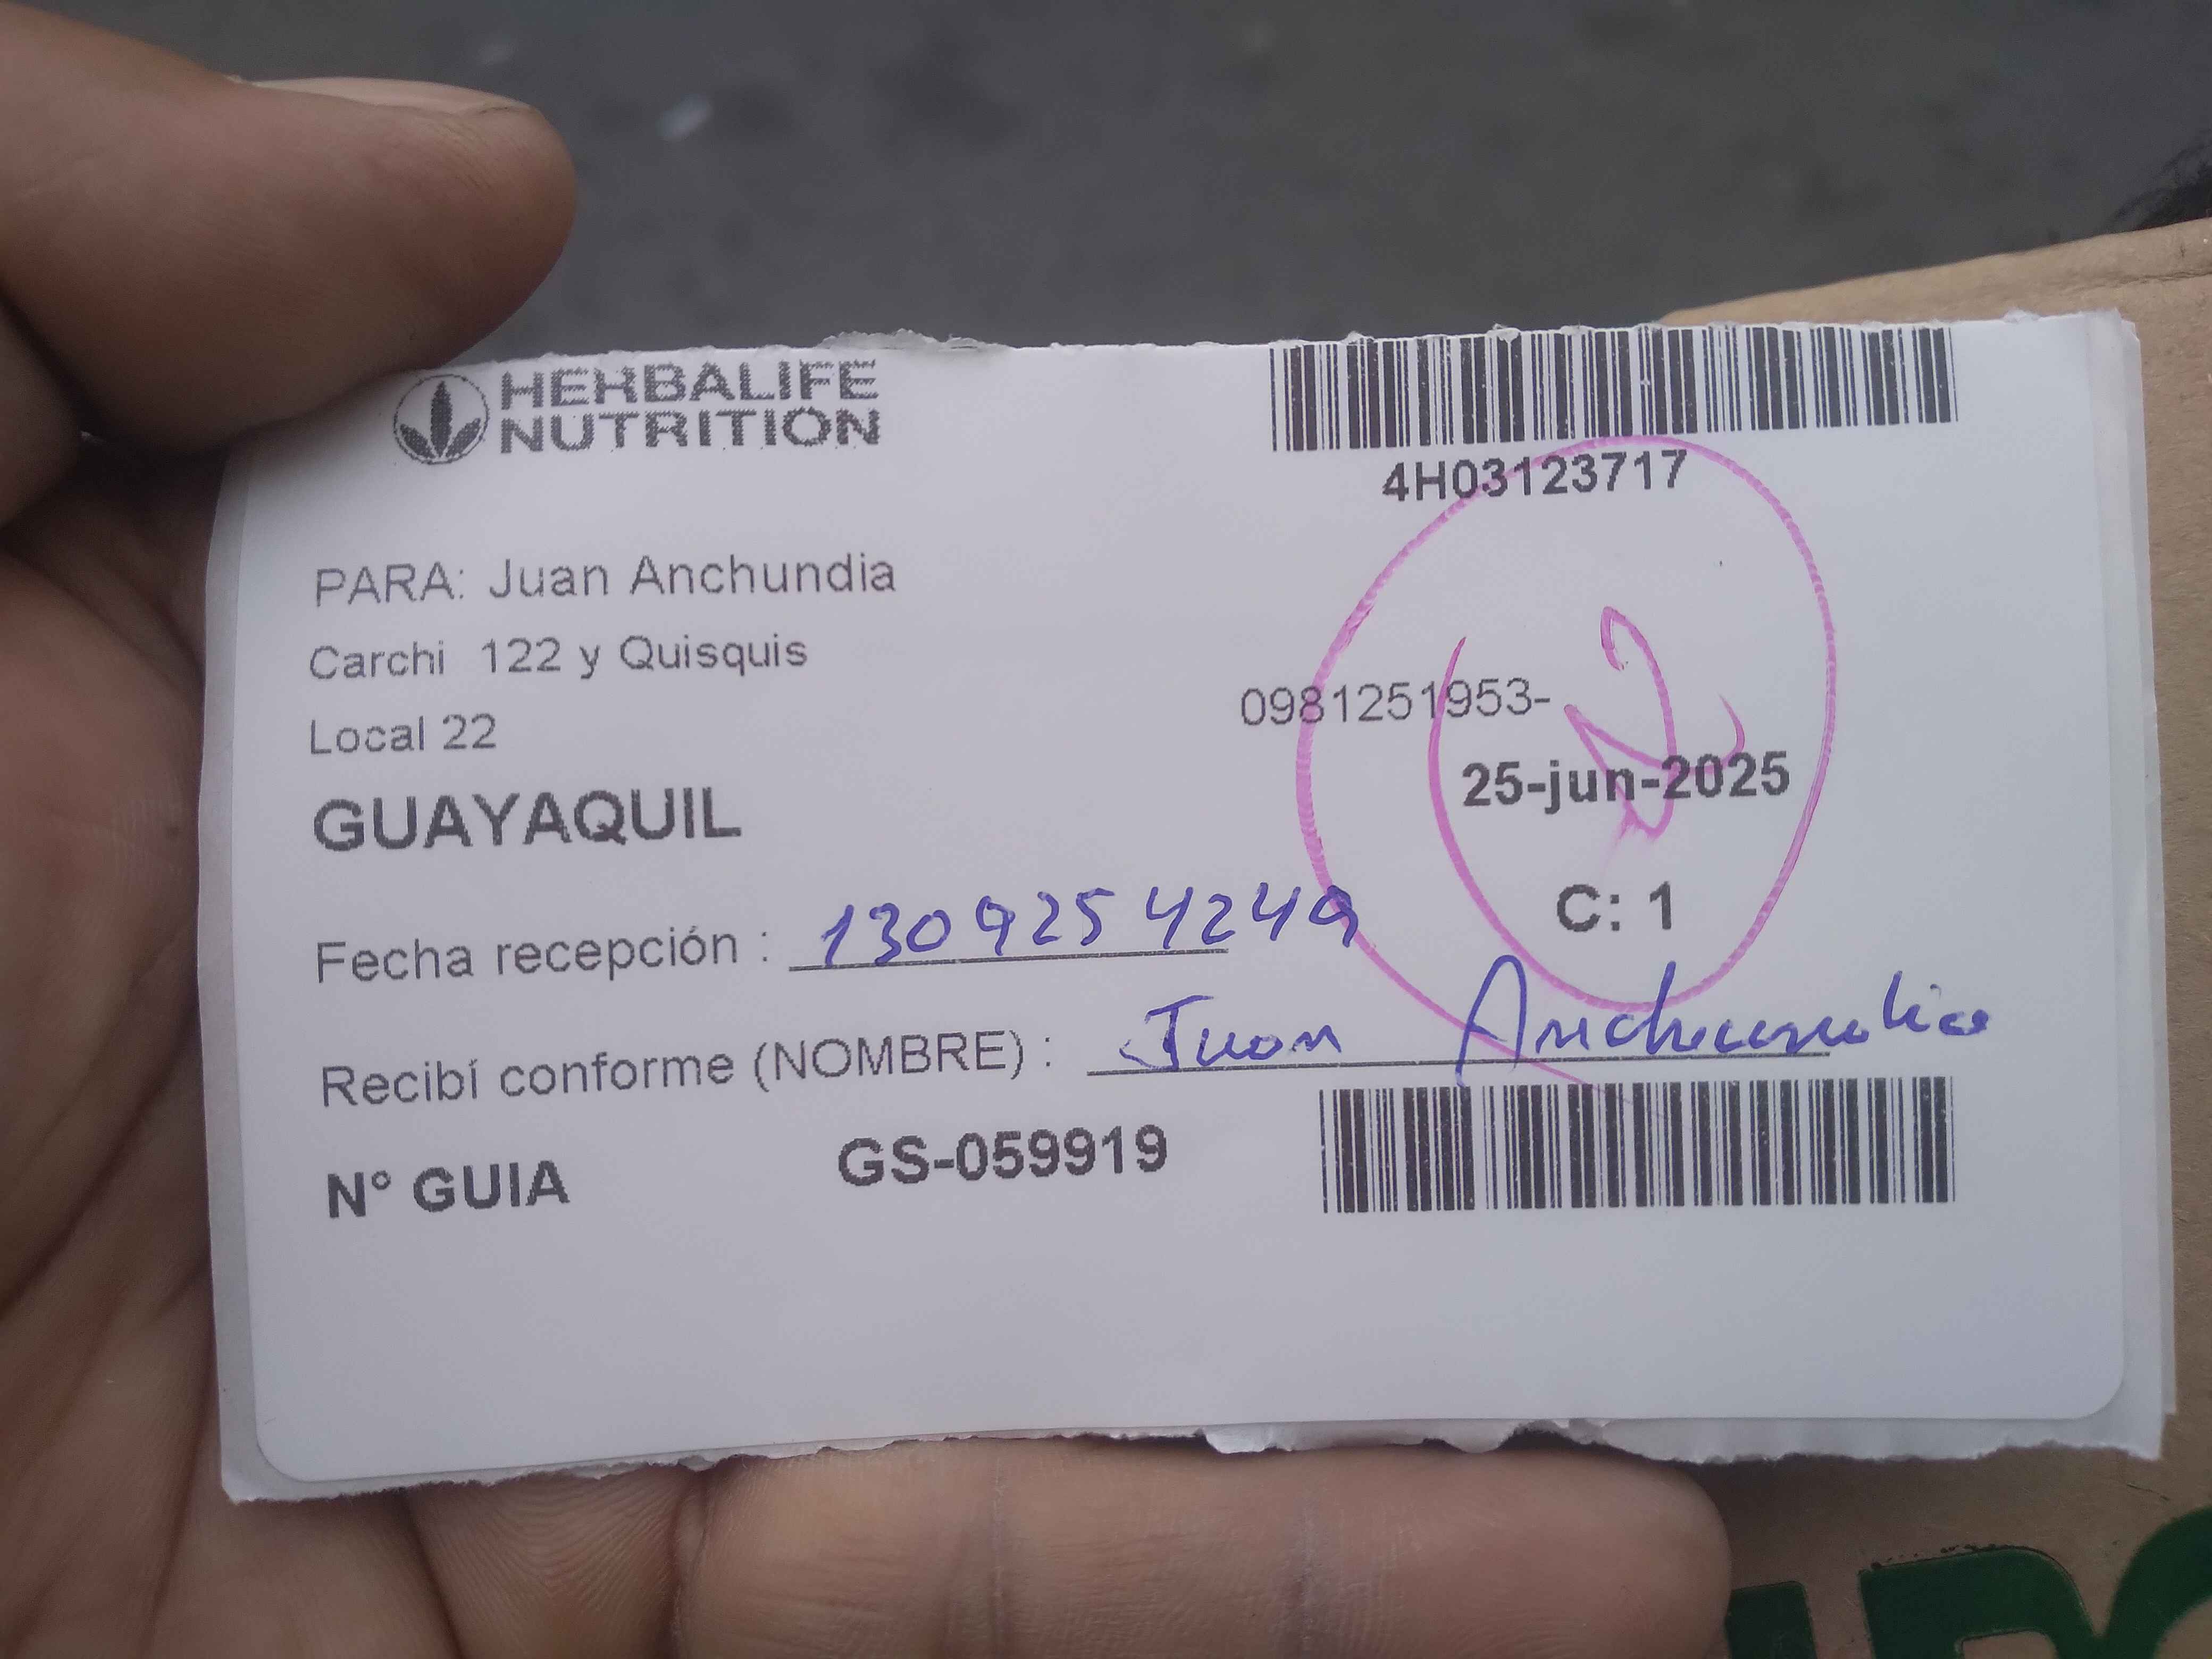 HERBALIFE
NUTRITION
4H03123717
PARA: Juan Anchundia
Carchi 122 y Quisquis
0981251953-
Local 22
25-jun-2025
GUAYAQUIL
C: 1
Fecha recepción : 1309254249
Recibí conforme (NOMBRE) : Juan Anchundia
N° GUIA GS-059919